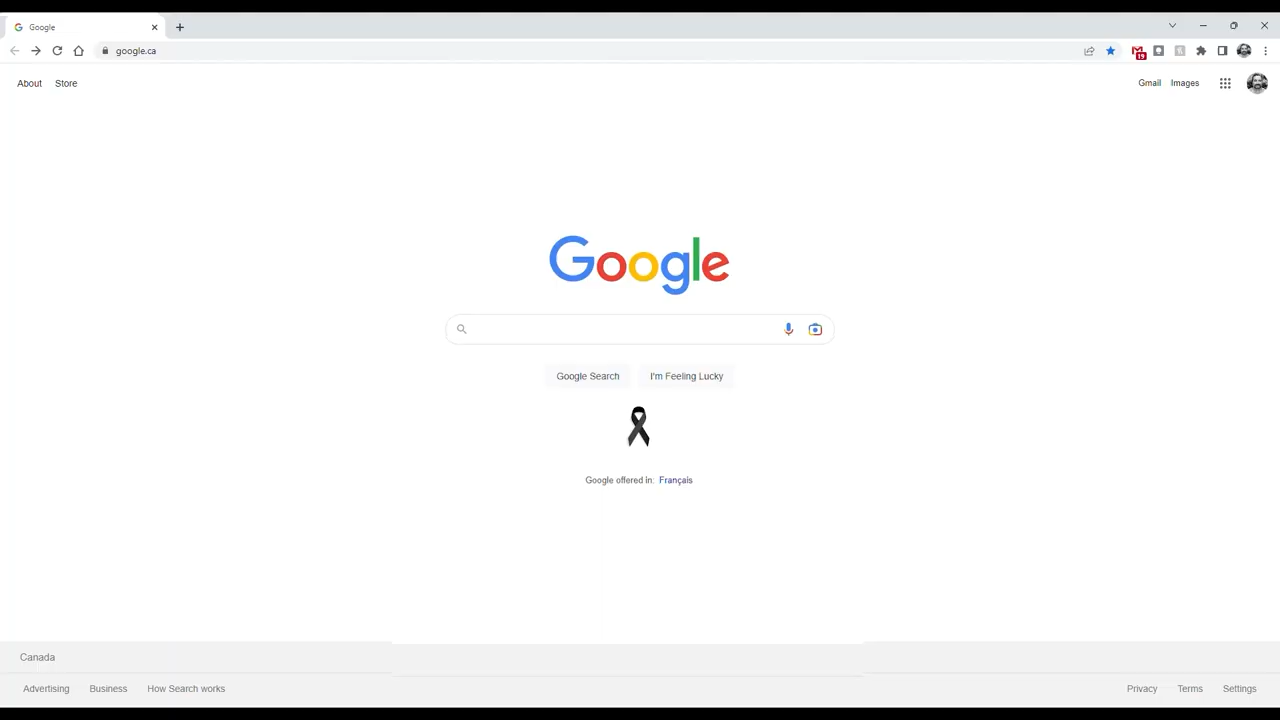 Google
google.ca
19
About Store Gmail Images
Google
Google Search I'm Feeling Lucky
Google offered in: Français
Canada
Advertising Business How Search works Privacy Terms Settings